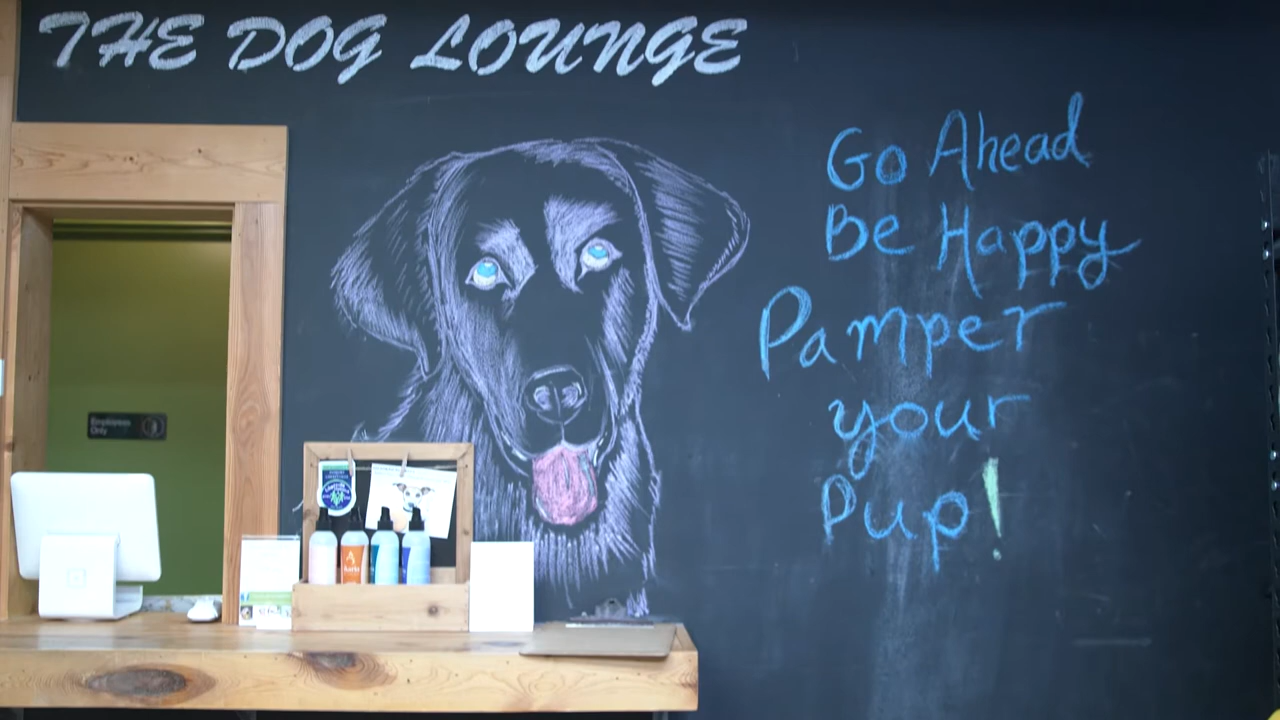 THE DOG LOUNGE
Go Ahead
Be Happy
Pamper
your
Pup!
Employees
Only